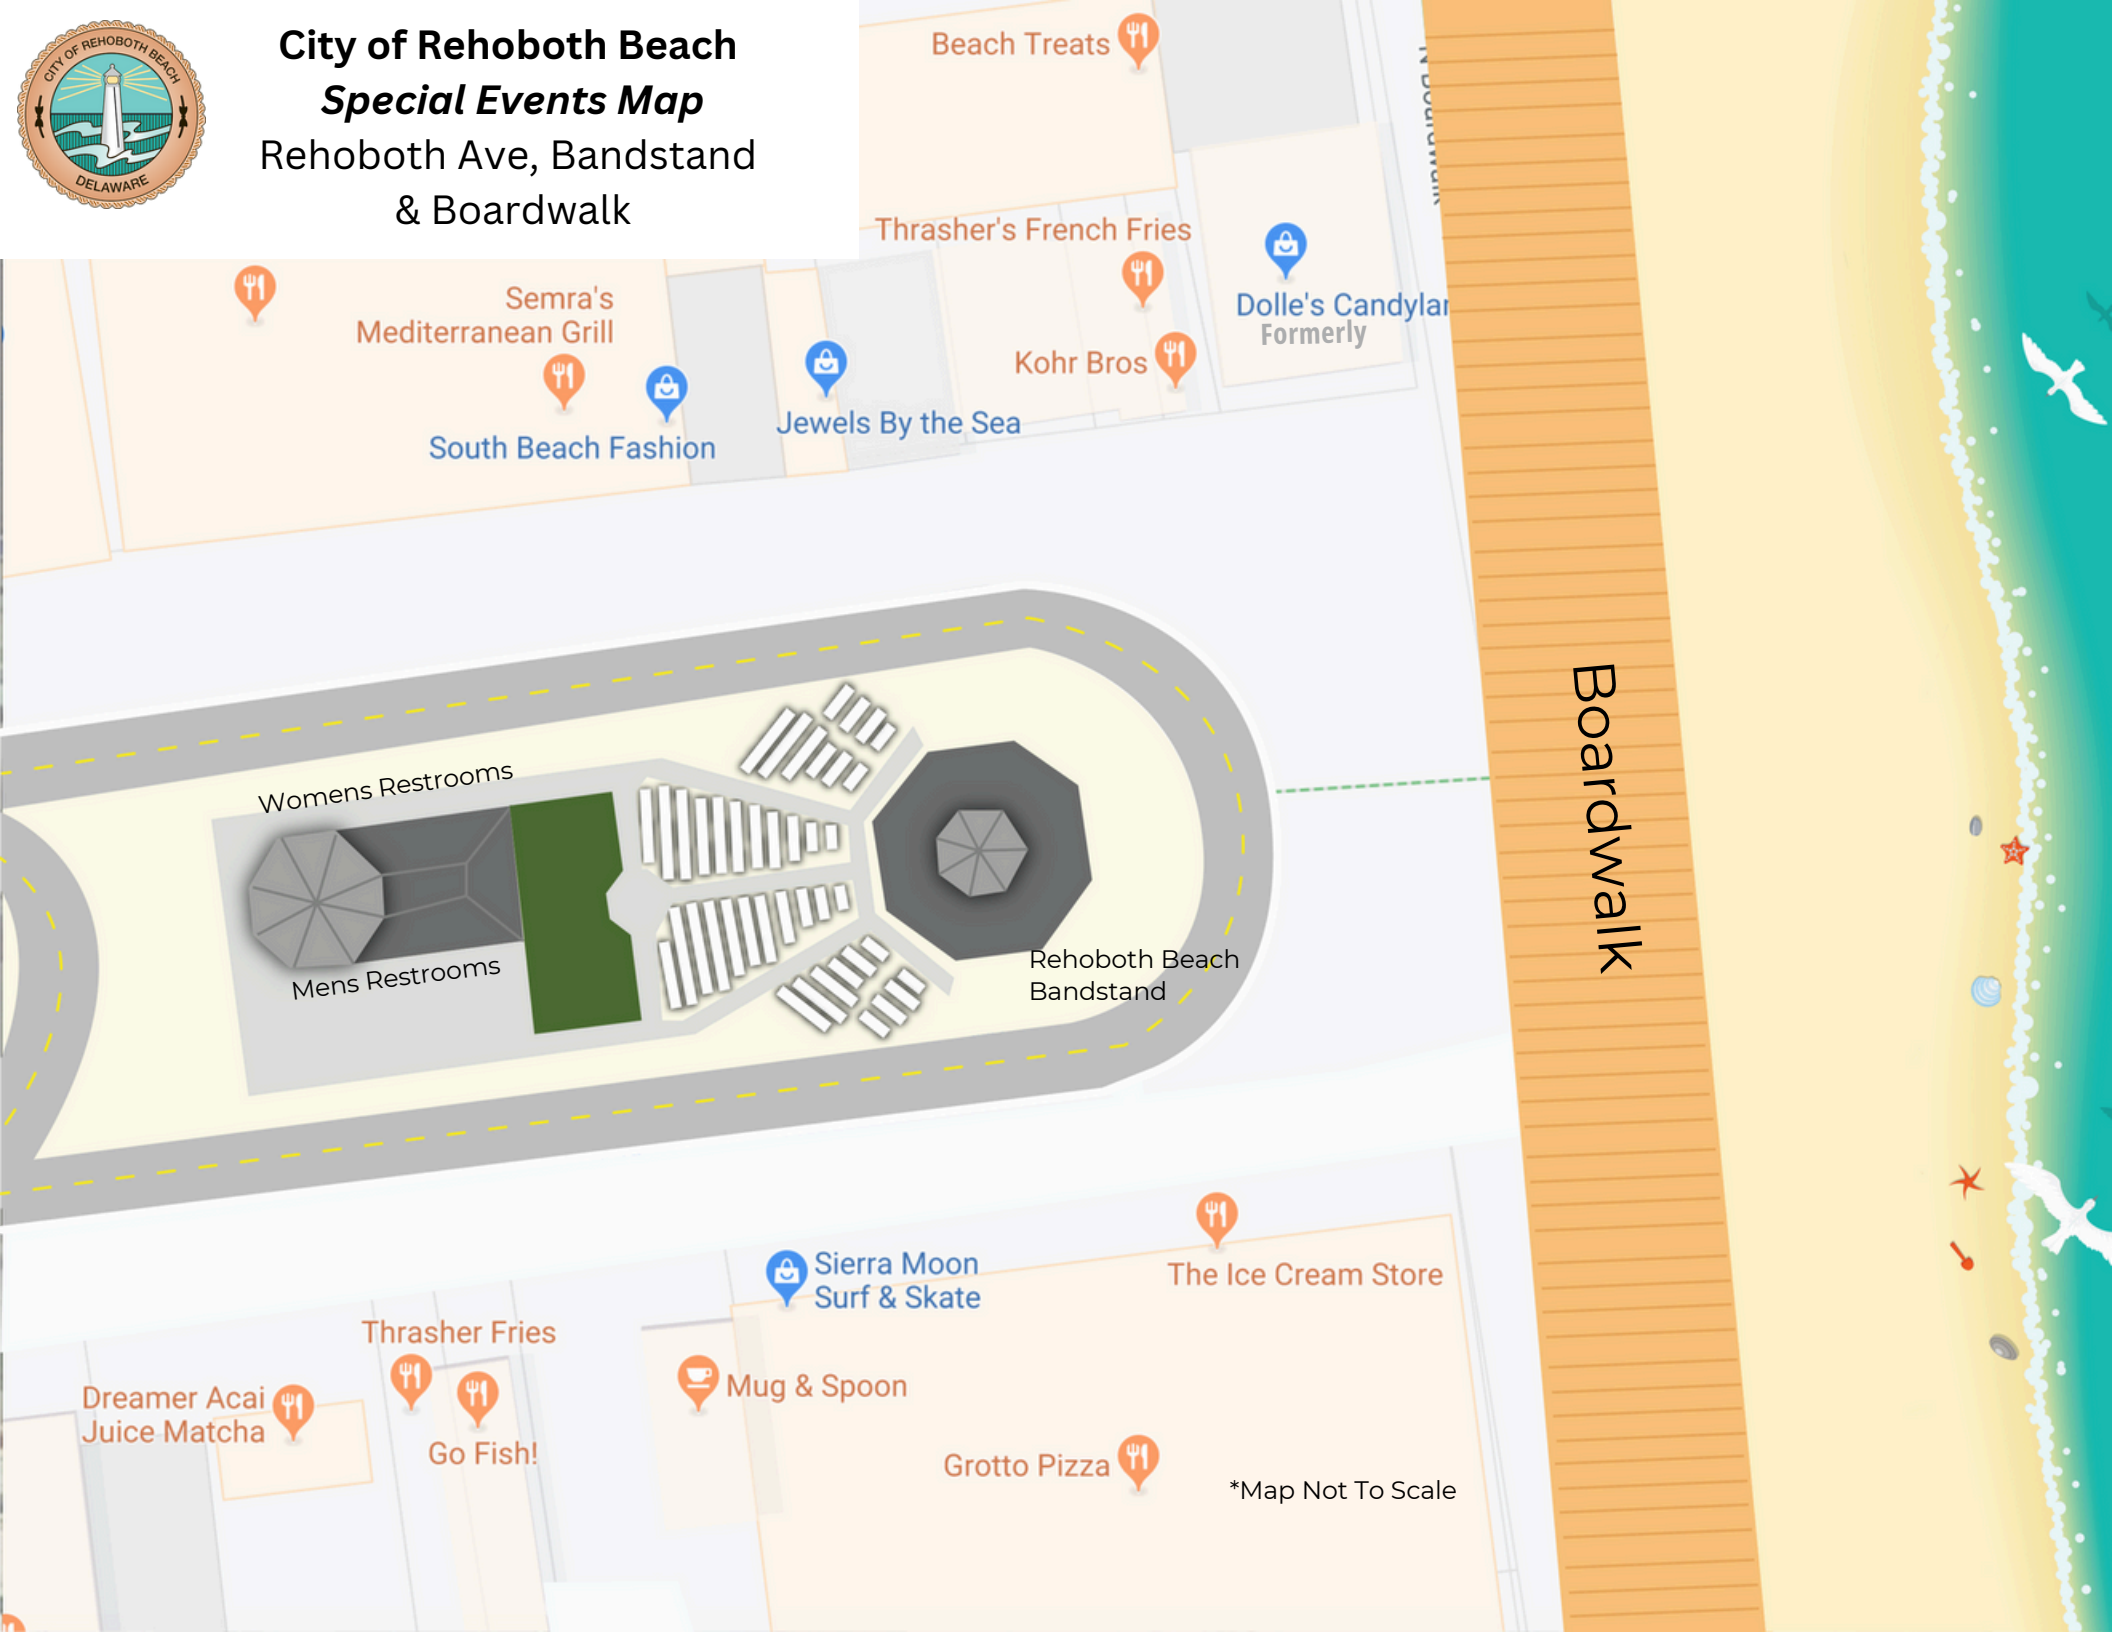 CITY OF REHOBOTH BEACH
DELAWARE
City of Rehoboth Beach
Special Events Map
Rehoboth Ave, Bandstand
& Boardwalk
Beach Treats
N Boardwalk
Thrasher's French Fries
Dolle's Candylan
Formerly
Kohr Bros
Semra's
Mediterranean Grill
South Beach Fashion
Jewels By the Sea
Womens Restrooms
Mens Restrooms
Rehoboth Beach
Bandstand
Boardwalk
Sierra Moon
Surf & Skate
The Ice Cream Store
Thrasher Fries
Dreamer Acai
Juice Matcha
Go Fish!
Mug & Spoon
Grotto Pizza
*Map Not To Scale